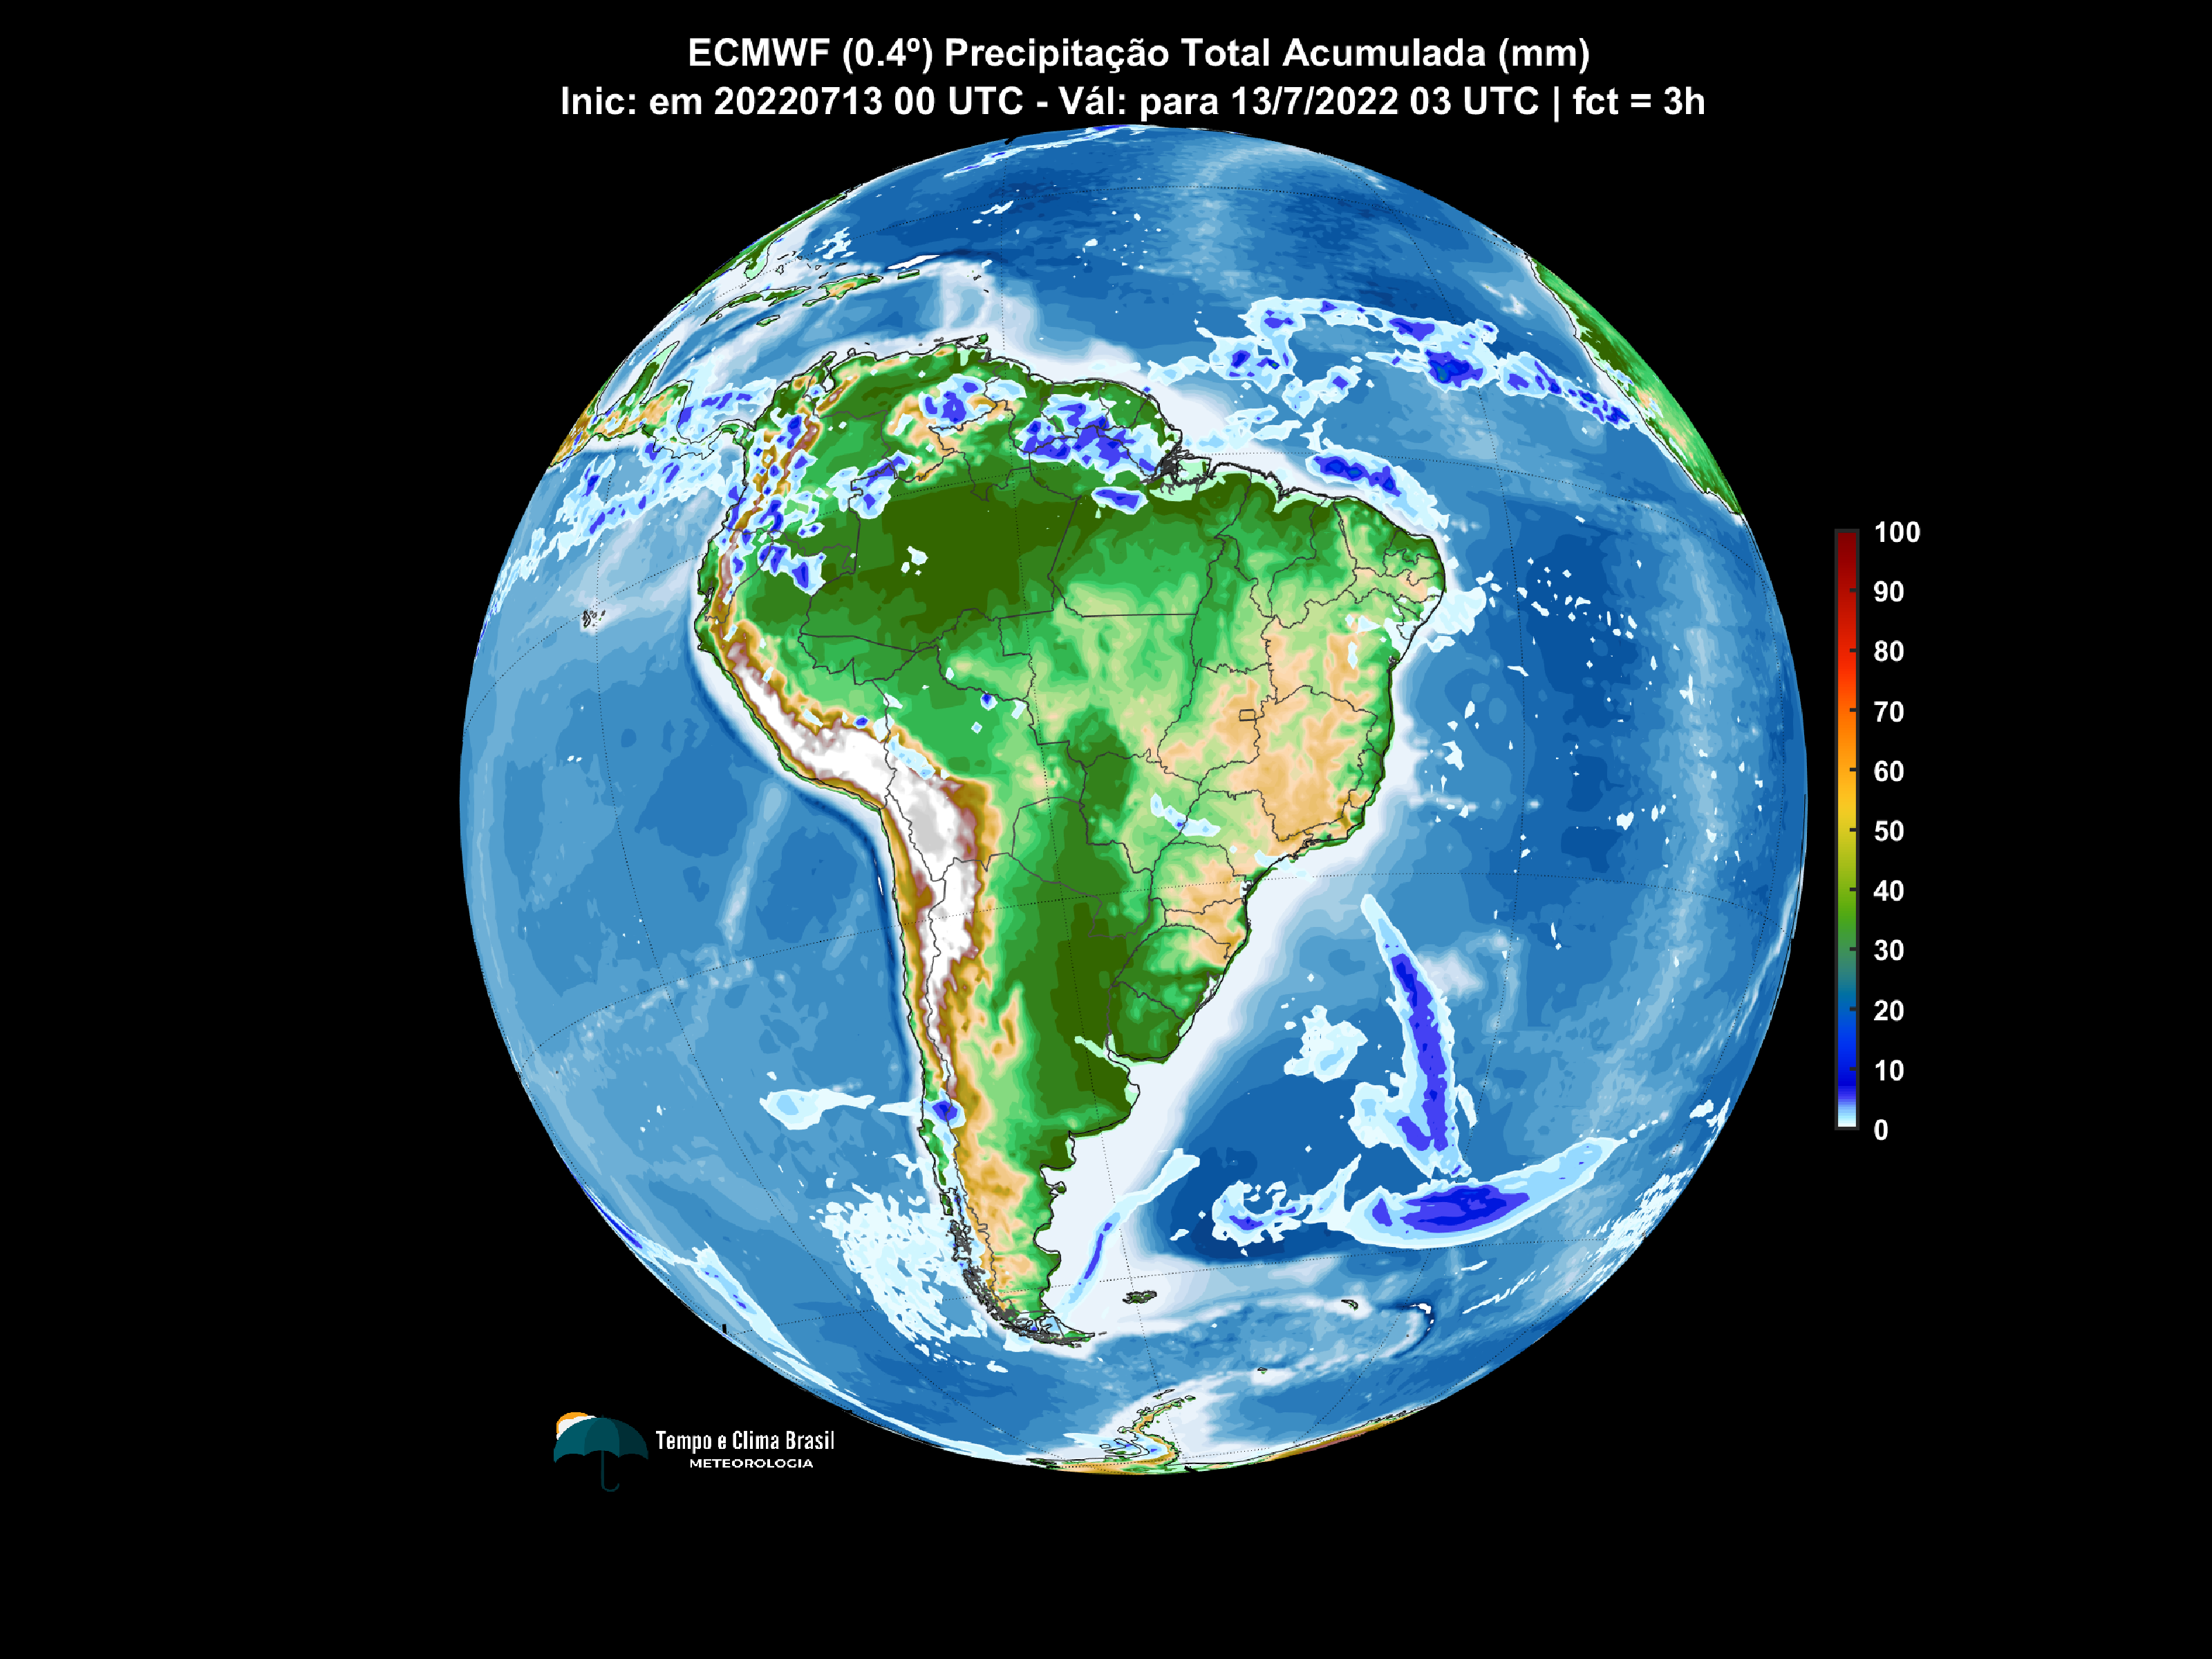 ECMWF (0.4º) Precipitação Total Acumulada (mm)
Inic: em 20220713 00 UTC - Vál: para 13/7/2022 03 UTC | fct = 3h
100
90
80
70
60
50
40
30
20
10
0
Tempo e Clima Brasil
METEOROLOGIA